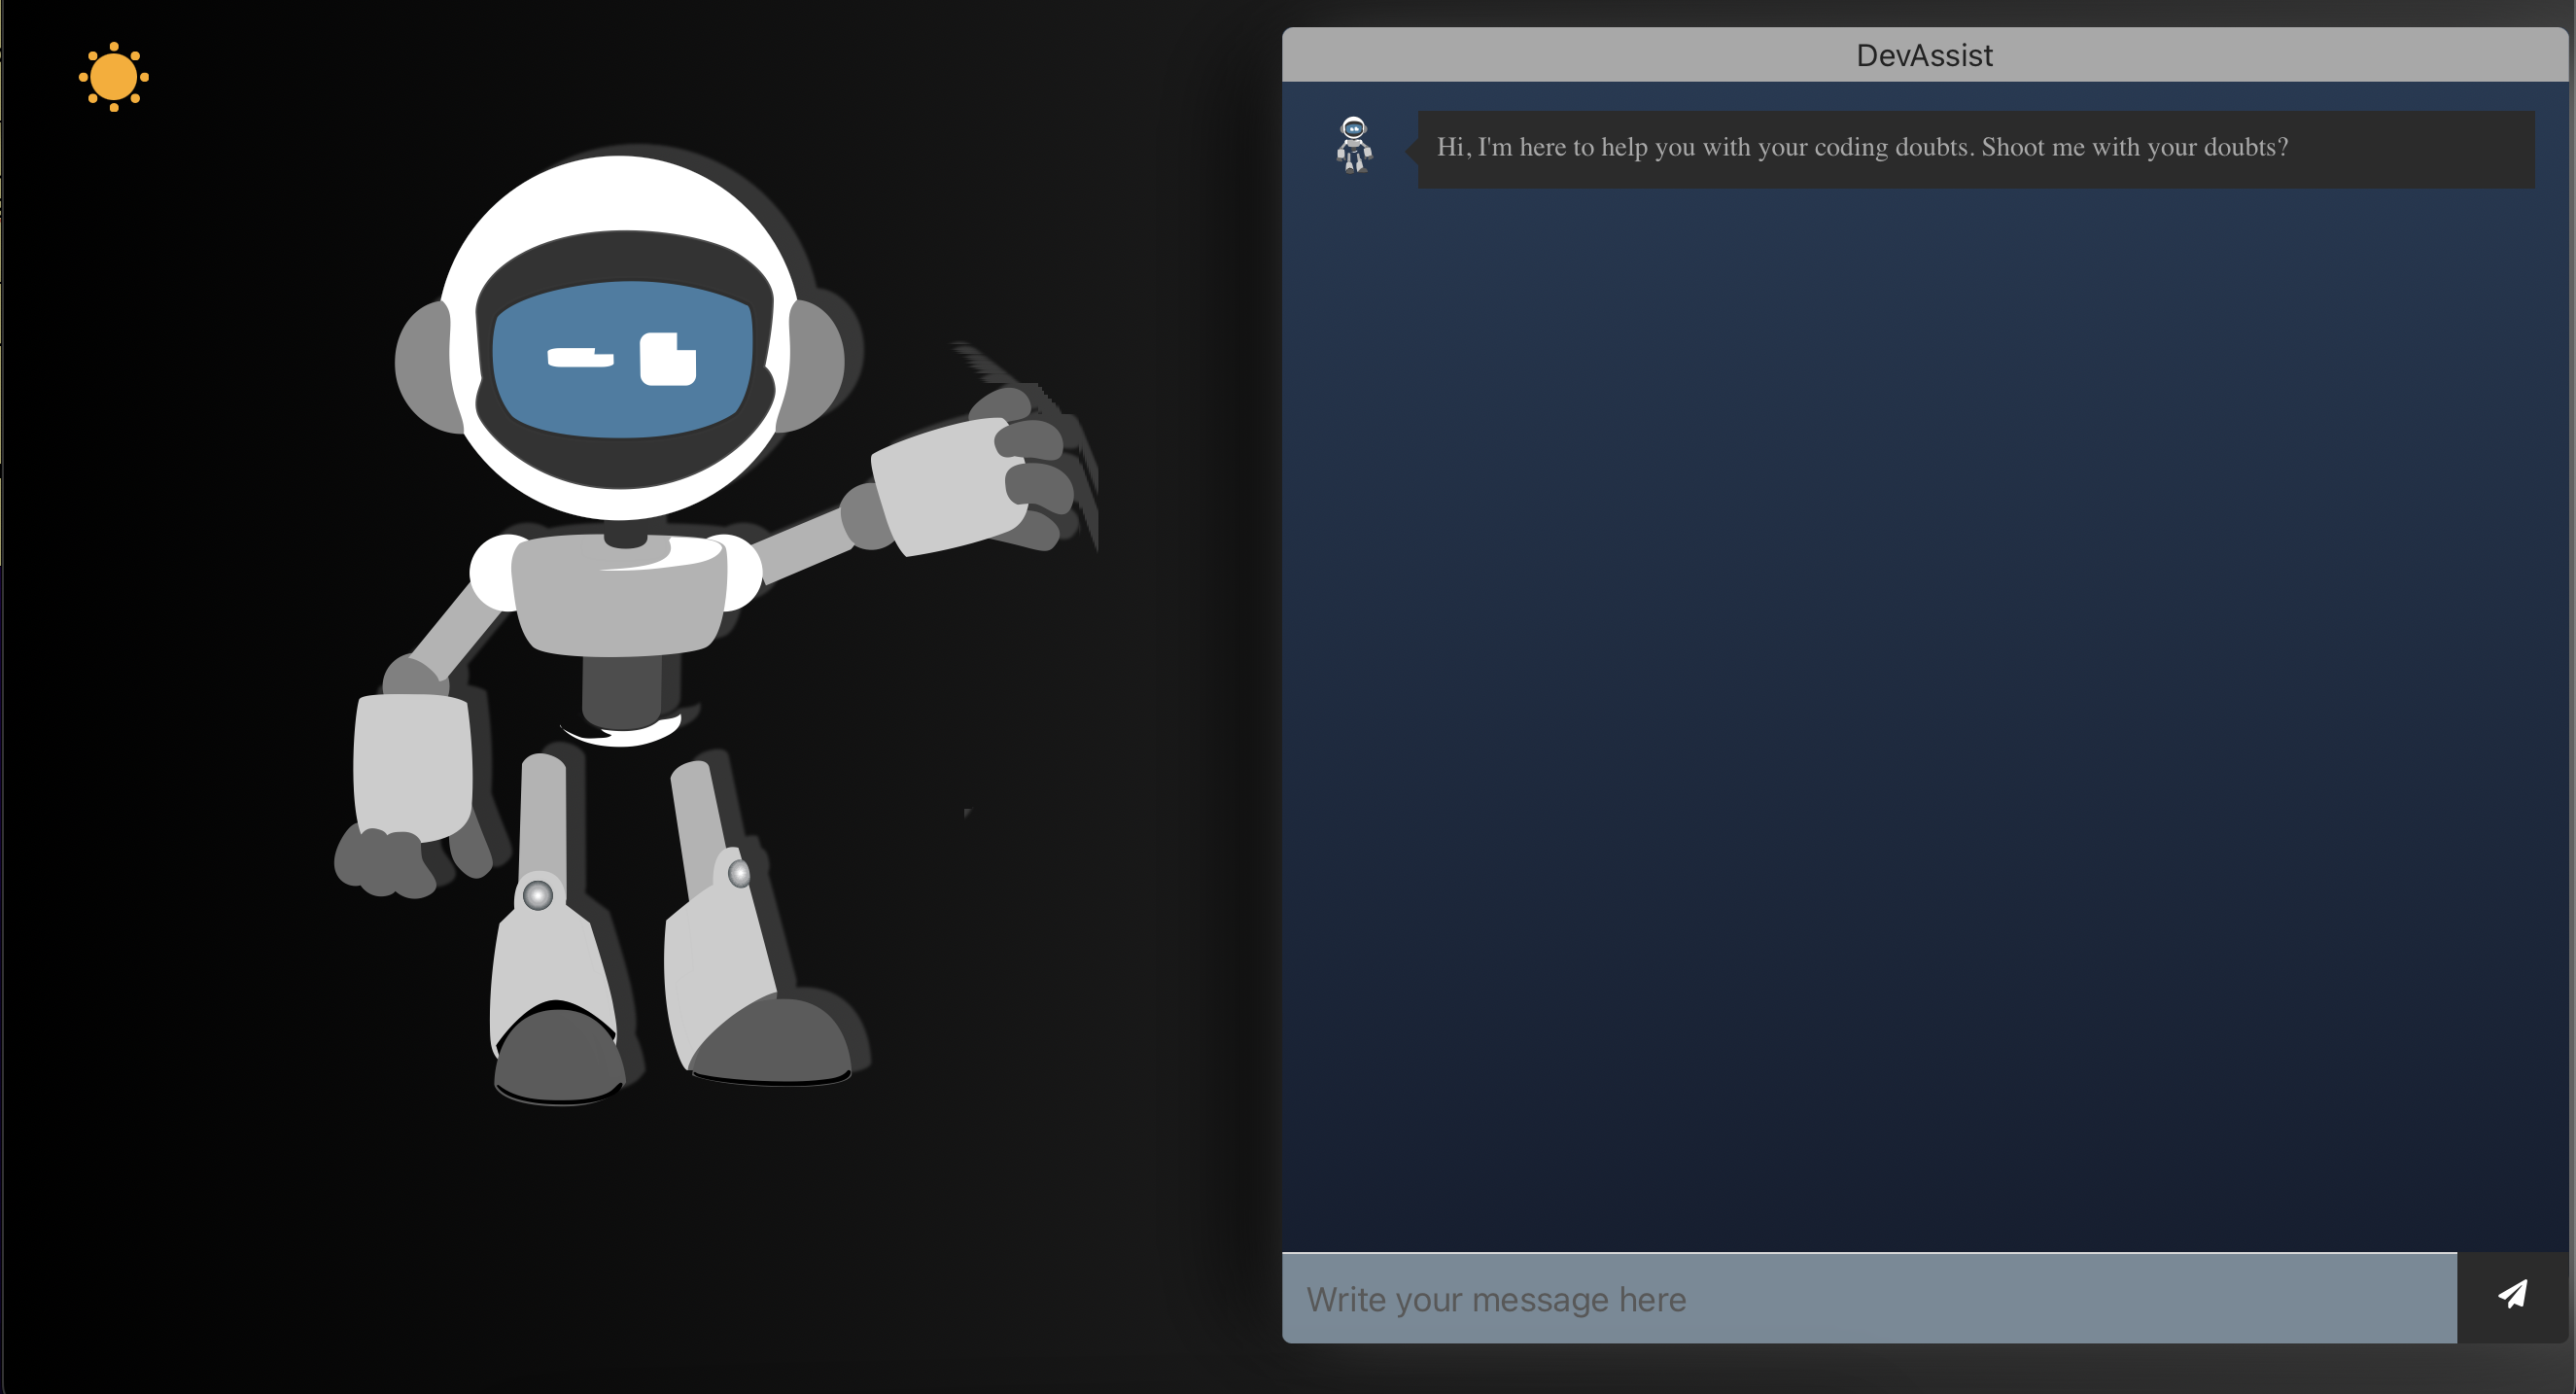 DevAssist
Hi, I'm here to help you with your coding doubts. Shoot me with your doubts?
Write your message here